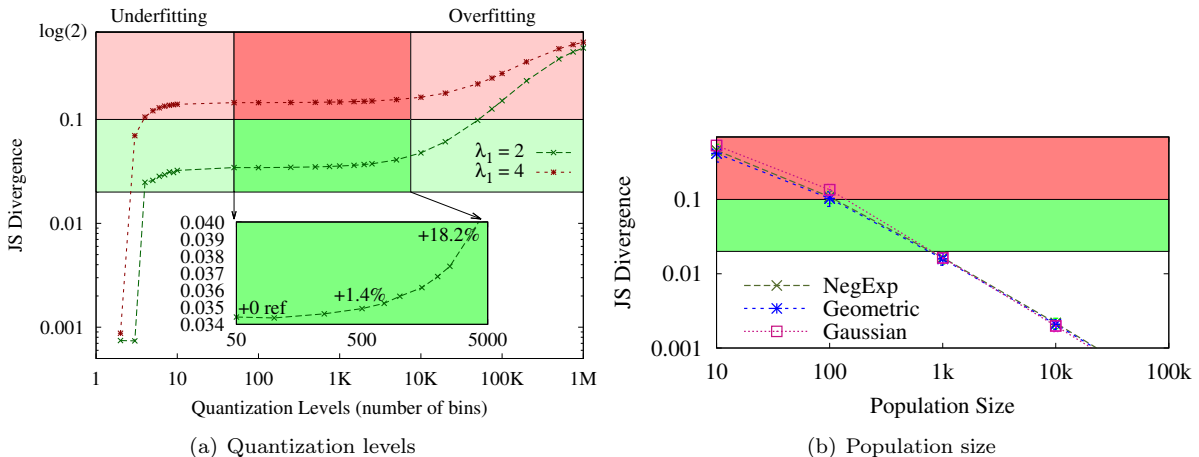 Underfitting
Overfitting
log(2)
0.1
0.01
0.001
JS Divergence
λ1 = 2
λ1 = 4
0.040
0.039
0.038
0.037
0.036
0.035
0.034
+18.2%
+1.4%
+0 ref
50
500
5000
1
10
100
1K
10K
100K
1M
Quantization Levels (number of bins)
(a) Quantization levels
0.1
0.01
0.001
JS Divergence
NegExp
Geometric
Gaussian
10
100
1k
10k
100k
Population Size
(b) Population size